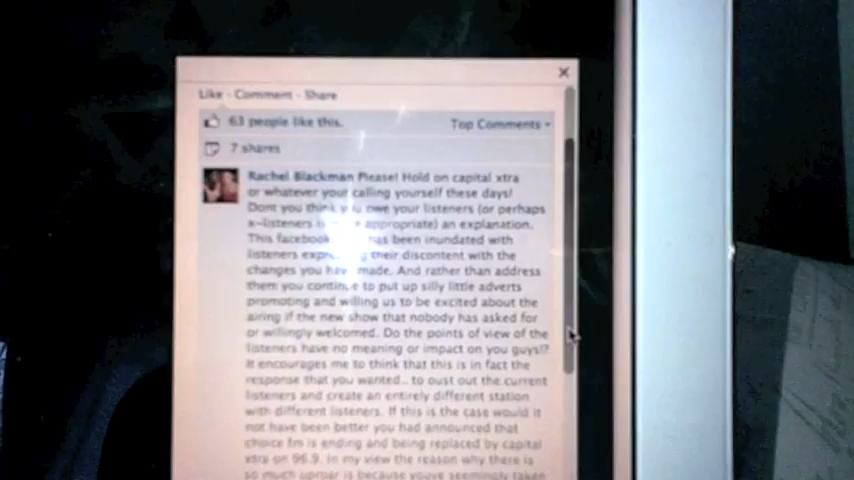 Like · Comment · Share
63 people like this.
Top Comments
7 shares
Rachel Blackman Please! Hold on capital xtra
or whatever your calling yourself these days!
Dont you think you owe your listeners (or perhaps
x-listeners is appropriate) an explanation.
This facebook has been inundated with
listeners expressing their discontent with the
changes you have made. And rather than address
them you continue to put up silly little adverts
promoting and willing us to be excited about the
airing if the new show that nobody has asked for
or willingly welcomed. Do the points of view of the
listeners have no meaning or impact on you guys!?
It encourages me to think that this is in fact the
response that you wanted.. to oust out the current
listeners and create an entirely different station
with different listeners. If this is the case would it
not have been better you had announced that
choice fm is ending and being replaced by capital
xtra on 96.9. In my view the reason why there is
so much uproar is because youve seemingly taken